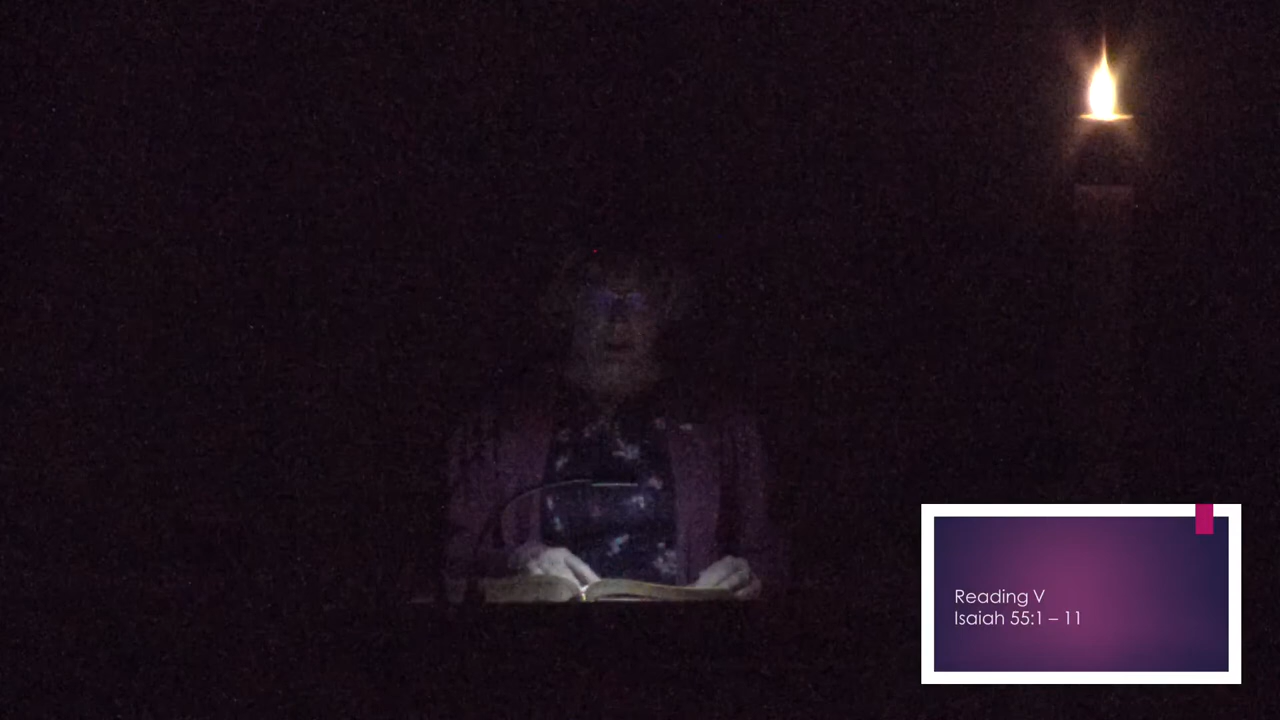 Reading V
Isaiah 55:1 – 11